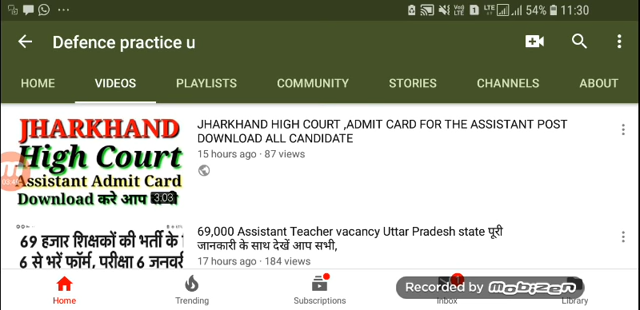 54% 11:30
Defence practice u
HOME VIDEOS PLAYLISTS COMMUNITY STORIES CHANNELS ABOUT
JHARKHAND
High Court
Assistant Admit Card
Download करे आप
3:03
JHARKHAND HIGH COURT ,ADMIT CARD FOR THE ASSISTANT POST
DOWNLOAD ALL CANDIDATE
15 hours ago · 87 views
69 हजार शिक्षकों की भर्ती के
6 से भरें फॉर्म, परीक्षा 6 जनवरी
69,000 Assistant Teacher vacancy Uttar Pradesh state पूरी
जानकारी के साथ देखें आप सभी,
17 hours ago · 184 views
Home Trending Subscriptions Inbox Library
1
Recorded by MOBIZEN